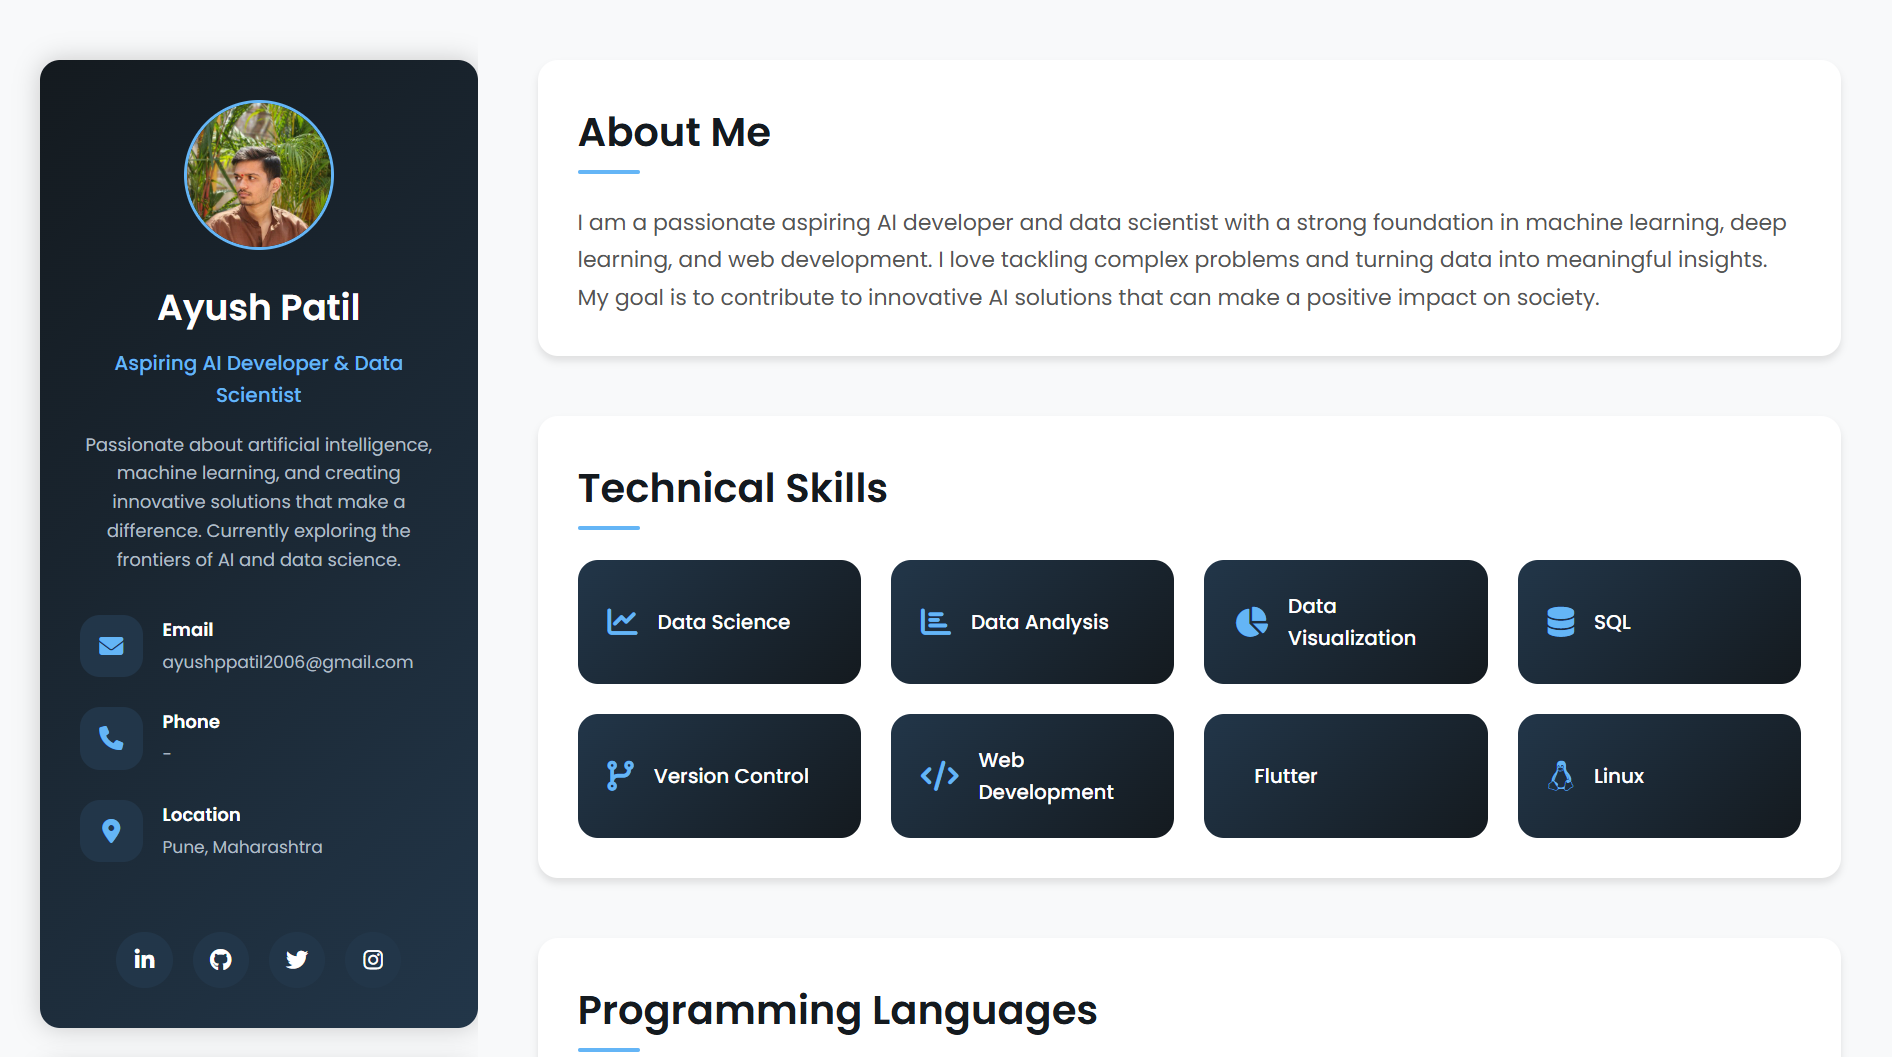 Ayush Patil
Aspiring AI Developer & Data
Scientist
Passionate about artificial intelligence,
machine learning, and creating
innovative solutions that make a
difference. Currently exploring the
frontiers of AI and data science.
Email
ayushppatil2006@gmail.com
Phone
-
Location
Pune, Maharashtra
About Me
I am a passionate aspiring AI developer and data scientist with a strong foundation in machine learning, deep
learning, and web development. I love tackling complex problems and turning data into meaningful insights.
My goal is to contribute to innovative AI solutions that can make a positive impact on society.
Technical Skills
Data Science
Data Analysis
Data
Visualization
SQL
Version Control
Web
Development
Flutter
Linux
Programming Languages